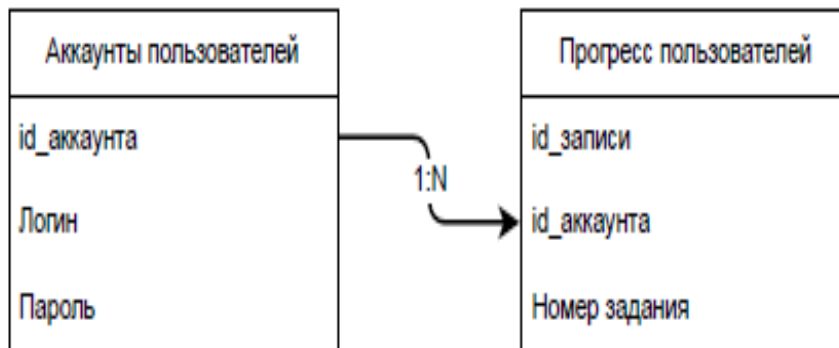 Аккаунты пользователей
id_аккаунта
Логин
Пароль
1:N
Прогресс пользователей
id_записи
id_аккаунта
Номер задания